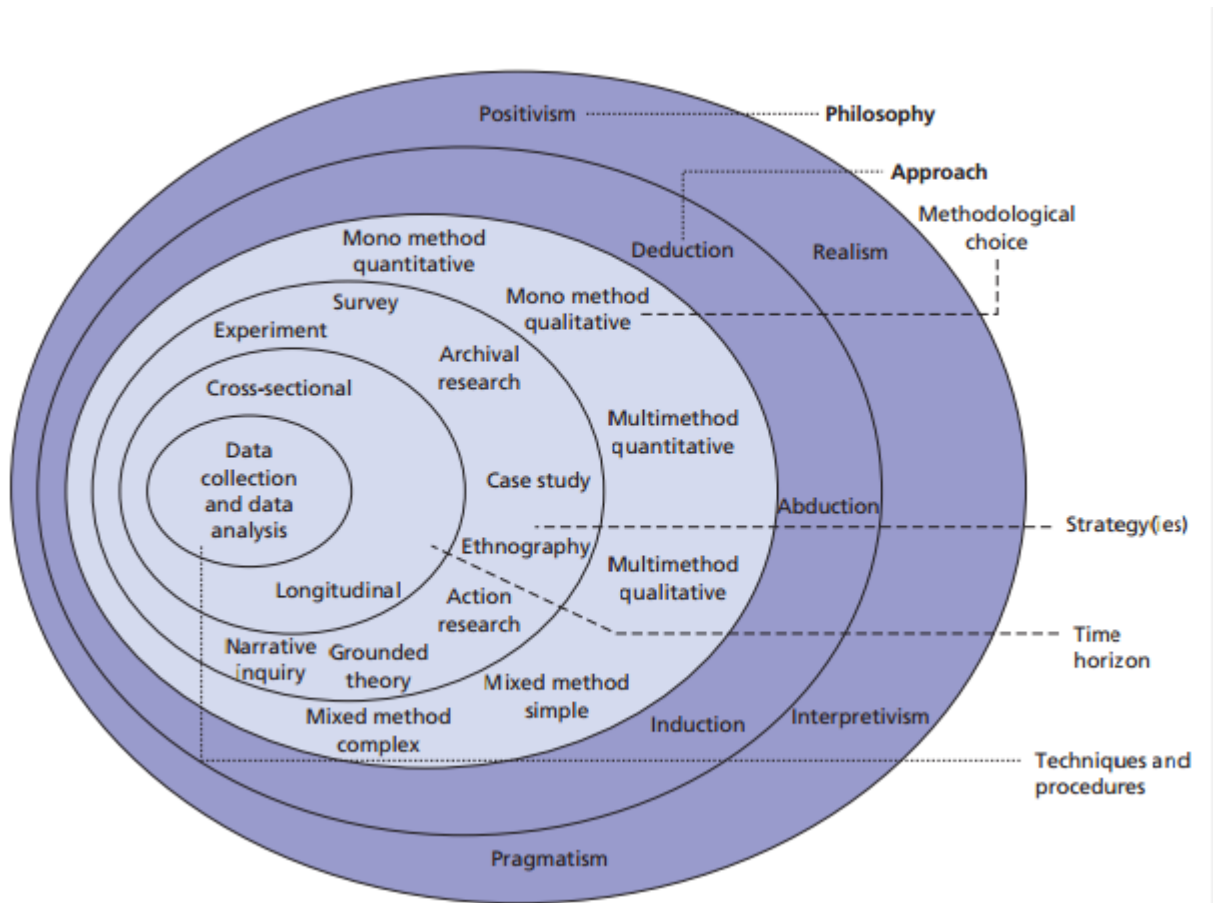 Positivism
Philosophy
Approach
Methodological
choice
Deduction
Realism
Mono method
quantitative
Mono method
qualitative
Survey
Experiment
Archival
research
Cross-sectional
Multimethod
quantitative
Data
collection
and data
analysis
Case study
Abduction
Strategy(ies)
Ethnography
Multimethod
qualitative
Longitudinal
Action
research
Time
horizon
Narrative
inquiry
Grounded
theory
Mixed method
simple
Mixed method
complex
Induction
Interpretivism
Techniques and
procedures
Pragmatism